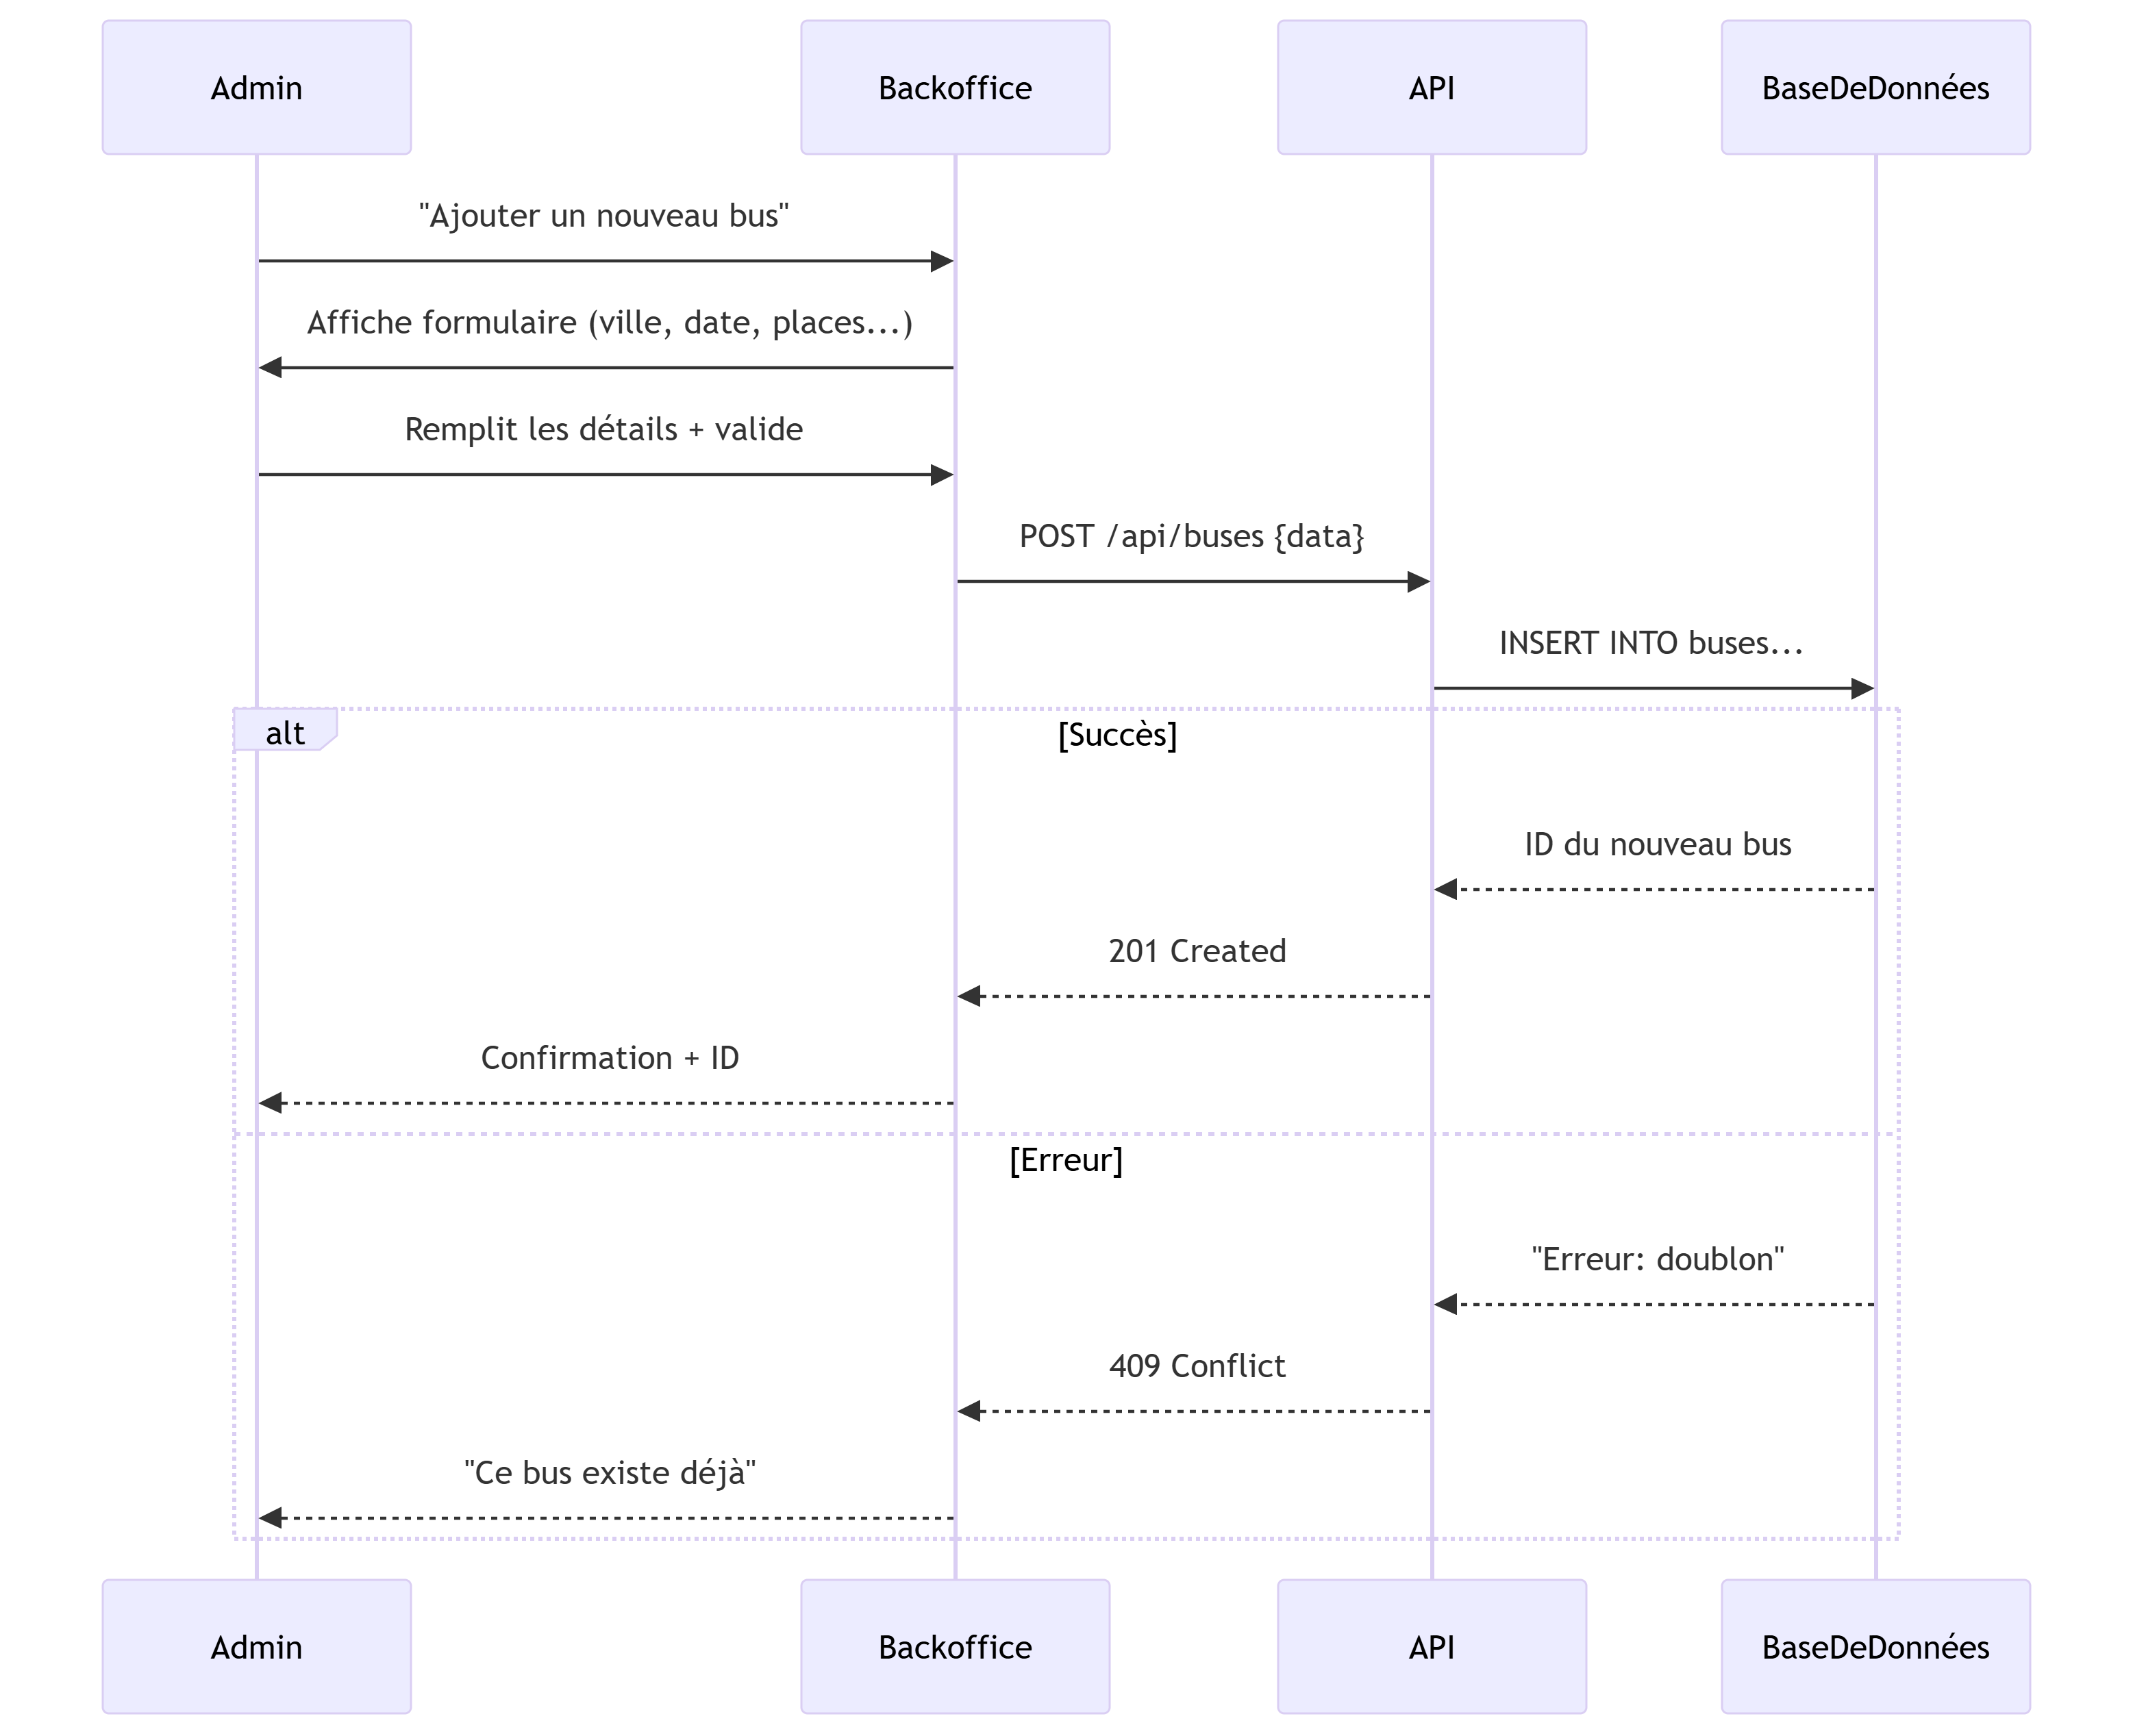 Admin
Backoffice
API
BaseDeDonnées
"Ajouter un nouveau bus"
Affiche formulaire (ville, date, places...)
Remplit les détails + valide
POST /api/buses {data}
INSERT INTO buses...
alt
[Succès]
ID du nouveau bus
201 Created
Confirmation + ID
[Erreur]
"Erreur: doublon"
409 Conflict
"Ce bus existe déjà"
Admin
Backoffice
API
BaseDeDonnées